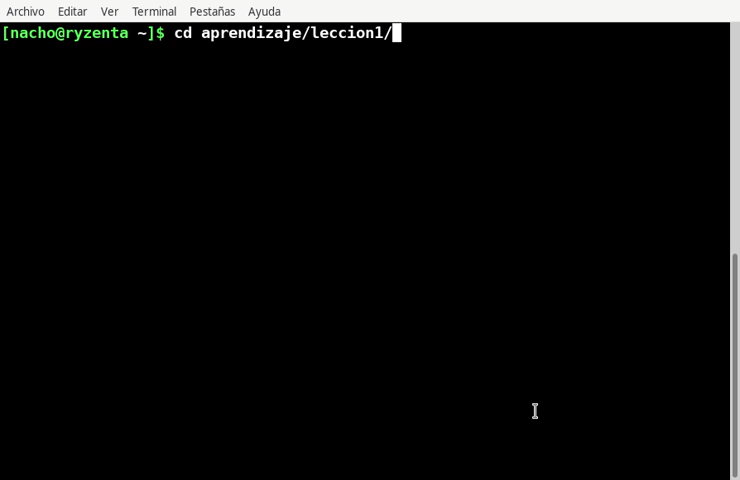 Archivo Editar Ver Terminal Pestañas Ayuda
[nacho@ryzenta ~]$ cd aprendizaje/leccion1/